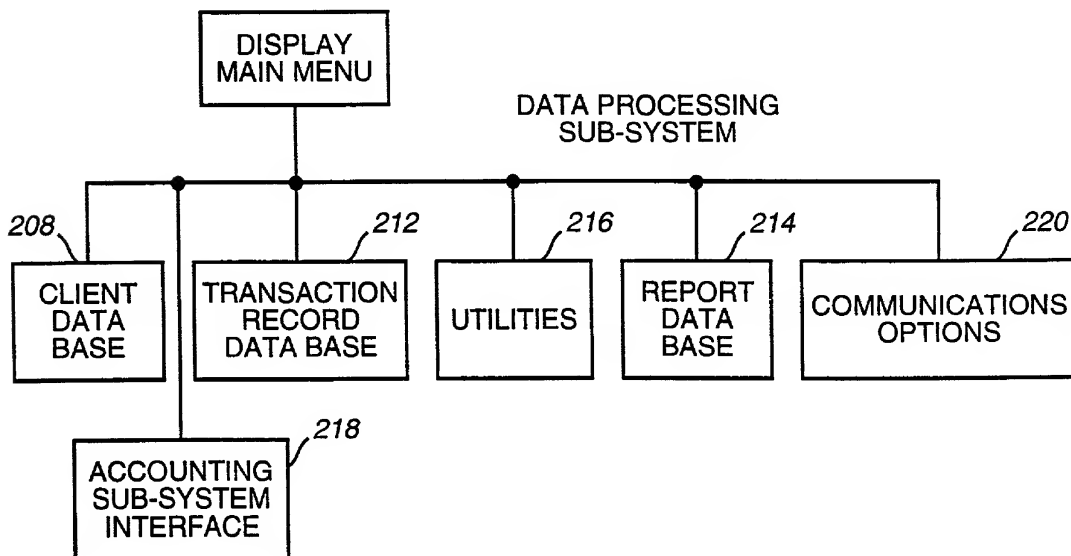 DISPLAY
MAIN MENU
DATA PROCESSING
SUB-SYSTEM
208
212
216
214
220
CLIENT
DATA
BASE
TRANSACTION
RECORD
DATA BASE
UTILITIES
REPORT
DATA
BASE
COMMUNICATIONS
OPTIONS
218
ACCOUNTING
SUB-SYSTEM
INTERFACE